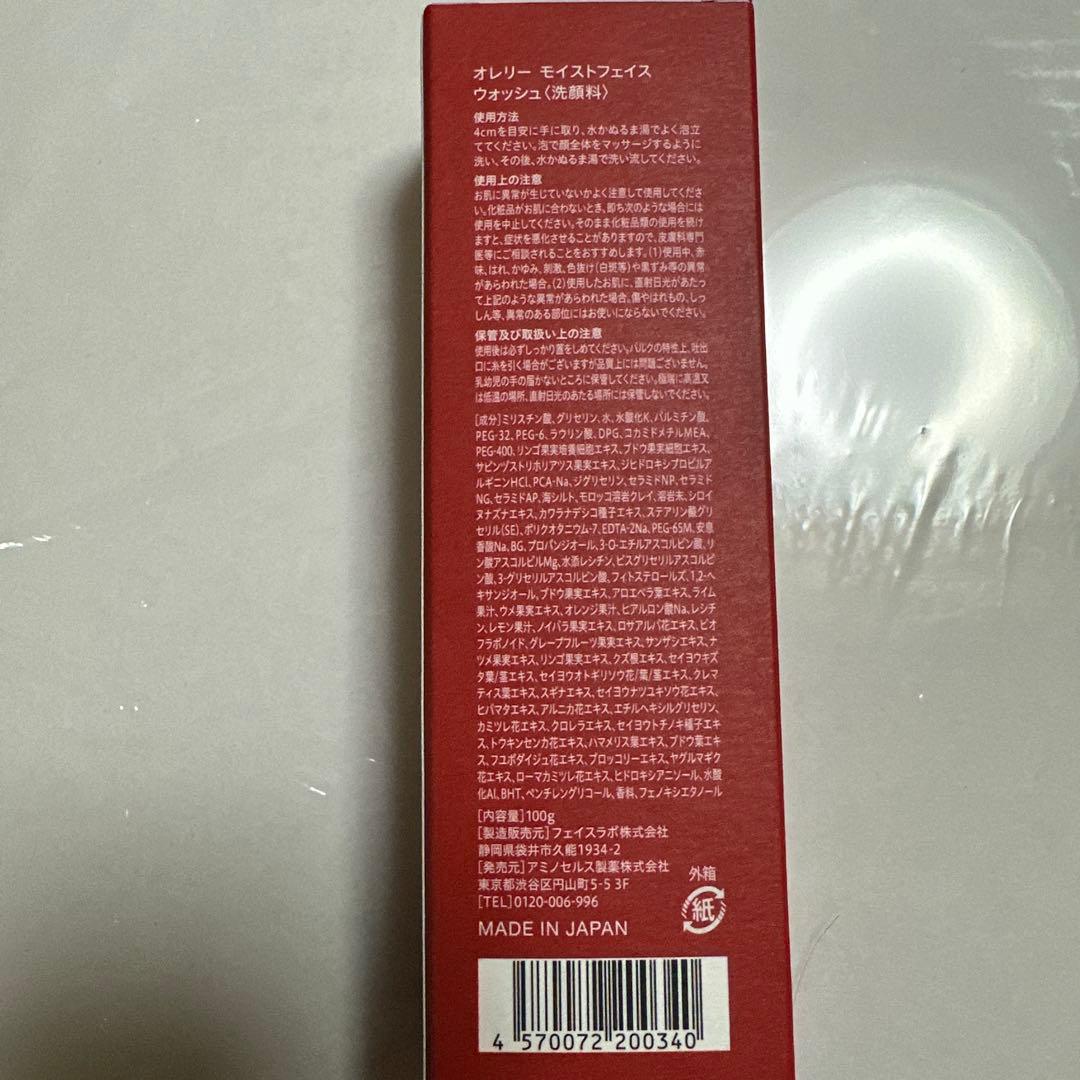 オレリー モイストフェイス
ウォッシュ〈洗顔料〉
使用方法
4cmを目安に手に取り、水かぬるま湯でよく泡立
ててください。泡で顔全体をマッサージするように
洗い、その後、水かぬるま湯で洗い流してください。
使用上の注意
お肌に異常が生じていないかよく注意して使用してくださ
い。化粧品がお肌に合わないとき、即ち次のような場合には
使用を中止してください。そのまま化粧品類の使用を続け
ますと、症状を悪化させることがありますので、皮膚科専門
医等にご相談されることをおすすめします。(1)使用中、赤
味、はれ、かゆみ、刺激、色抜け(白斑等)や黒ずみ等の異常
があらわれた場合。(2)使用したお肌に、直射日光があたっ
て上記のような異常があらわれた場合。傷やはれもの、しっ
しん等、異常のある部位にはお使いにならないでください。
保管及び取扱い上の注意
使用後は必ずしっかり蓋をしめてください。バルクの特性上、吐出
口に糸を引く場合がございますが品質上には問題ございません。
乳幼児の手の届かないところに保管してください。極端に高温又
は低温の場所、直射日光のあたる場所には保管しないでください。
[成分]ミリスチン酸、グリセリン、水、水酸化K、パルミチン酸、
PEG-32、PEG-6、ラウリン酸、DPG、コカミドメチルMEA、
PEG-400、リンゴ果実培養細胞エキス、ブドウ果実細胞エキス、
サピンヅストリホリアツス果実エキス、ジヒドロキシプロピルア
ルギニンHCl、PCA-Na、ジグリセリン、セラミドNP、セラミド
NG、セラミドAP、海シルト、モロッコ溶岩クレイ、溶岩末、シロイ
ヌナズナエキス、カワラナデシコ種子エキス、ステアリン酸グリ
セリル(SE)、ポリクオタニウム-7、EDTA-2Na、PEG-65M、安息
香酸Na、BG、プロパンジオール、3-O-エチルアスコルビン酸、リ
ン酸アスコルビルMg、水添レシチン、ビスグリセリルアスコルビ
ン酸、3-グリセリルアスコルビン酸、フィトステロールズ、1,2-ヘ
キサンジオール、ブドウ果実エキス、アロエベラ葉エキス、ライム
果汁、ウメ果実エキス、オレンジ果汁、ヒアルロン酸Na、レシチ
ン、レモン果汁、ノイバラ果実エキス、ロサアルバ花エキス、ビオ
フラボノイド、グレープフルーツ果実エキス、サンザシエキス、ナ
ツメ果実エキス、リンゴ果実エキス、クズ根エキス、セイヨウキズ
タ葉/茎エキス、セイヨウオトギリソウ花/葉/茎エキス、クレマ
ティス葉エキス、スギナエキス、セイヨウナツユキソウ花エキス、
ヒバマタエキス、アルニカ花エキス、エチルヘキシルグリセリン、
カミツレ花エキス、クロレラエキス、セイヨウトチノキ種子エキ
ス、トウキンセンカ花エキス、ハマメリス葉エキス、ブドウ葉エキ
ス、フユボダイジュ花エキス、ブロッコリーエキス、ヤグルマギク
花エキス、ローマカミツレ花エキス、ヒドロキシアニソール、水酸
化Al、BHT、ペンチレングリコール、香料、フェノキシエタノール
[内容量]100g
[製造販売元]フェイスラボ株式会社
静岡県袋井市久能1934-2
[発売元]アミノセルス製薬株式会社
東京都渋谷区円山町5-5 3F
[TEL]0120-006-996
外箱
紙
MADE IN JAPAN
4 570072 200340